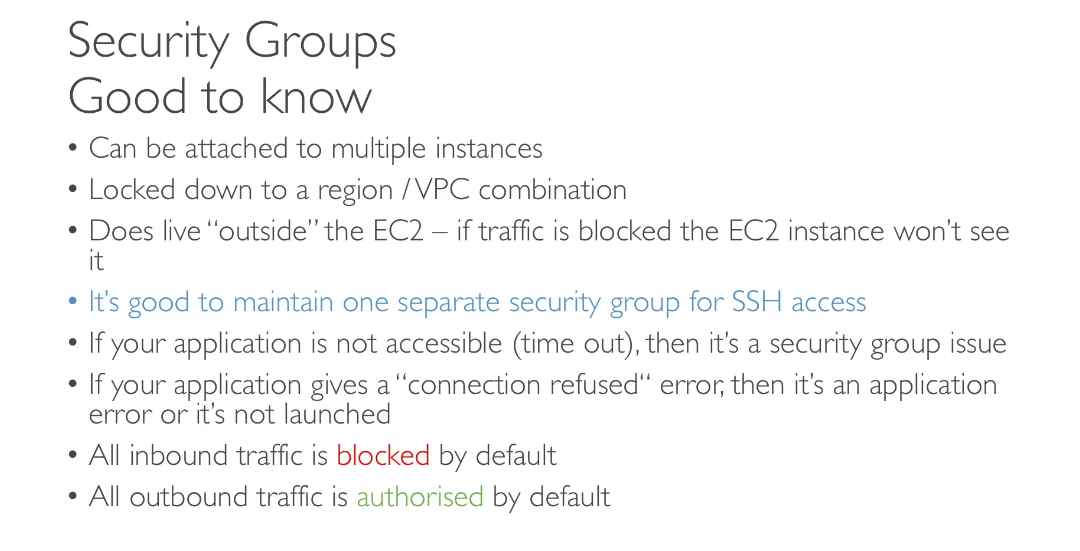 Security Groups
Good to know
• Can be attached to multiple instances
• Locked down to a region / VPC combination
• Does live “outside” the EC2 – if traffic is blocked the EC2 instance won’t see
it
• It’s good to maintain one separate security group for SSH access
• If your application is not accessible (time out), then it’s a security group issue
• If your application gives a “connection refused“ error, then it’s an application
error or it’s not launched
• All inbound traffic is blocked by default
• All outbound traffic is authorised by default